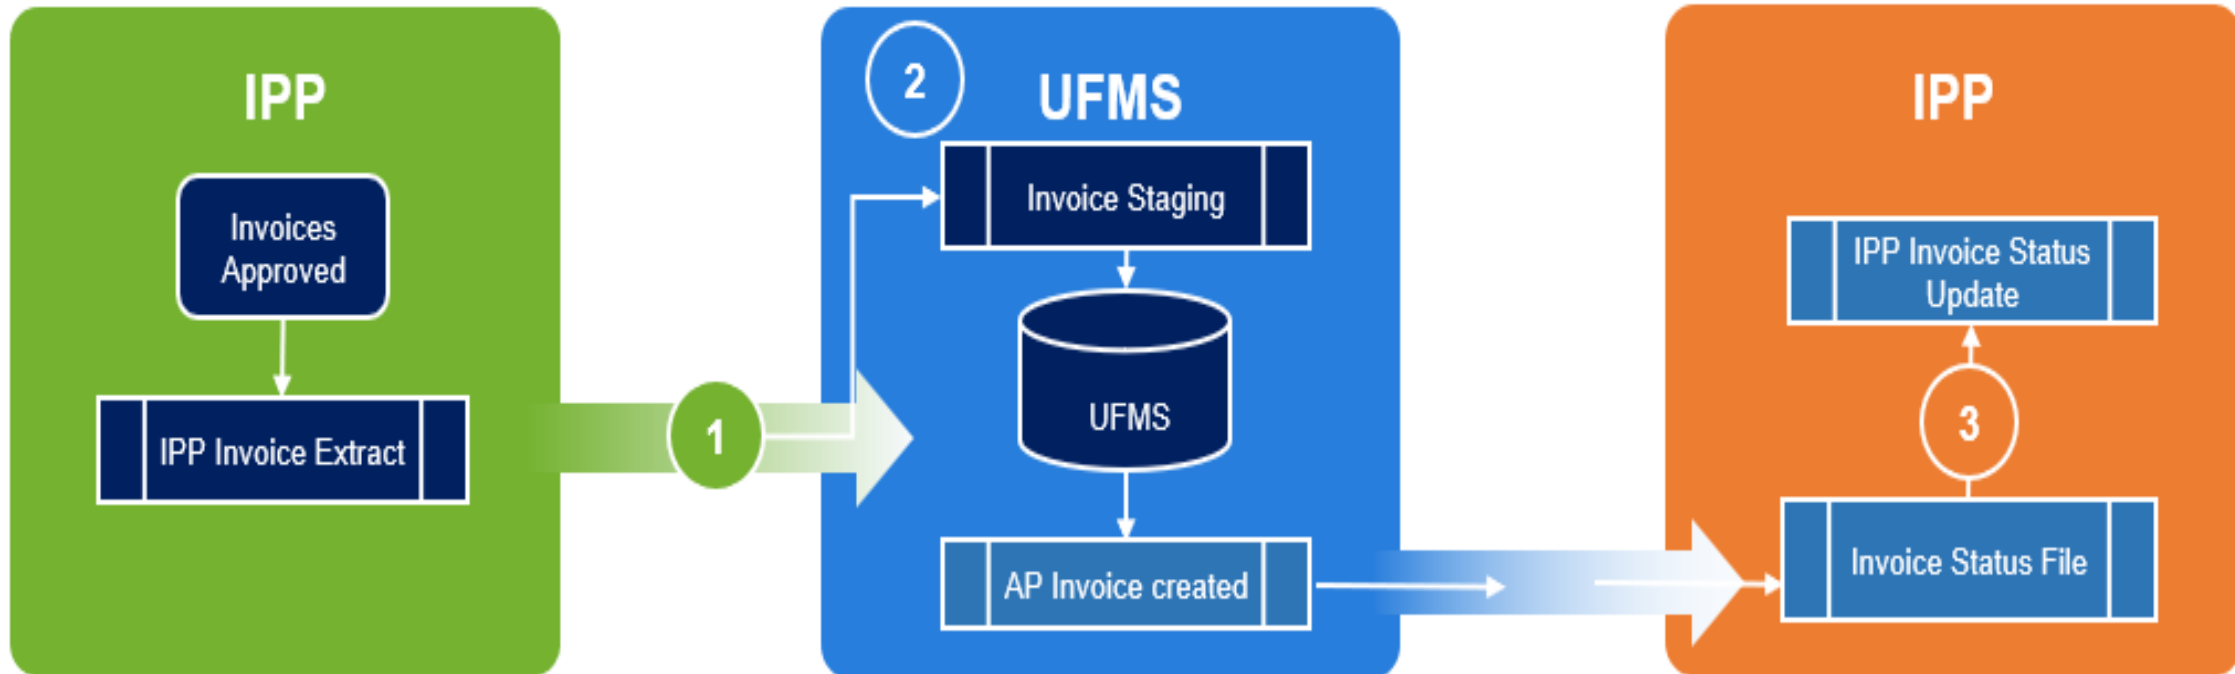 IPP
Invoices
Approved
IPP Invoice Extract
1
2
UFMS
Invoice Staging
UFMS
AP Invoice created
IPP
IPP Invoice Status
Update
3
Invoice Status File